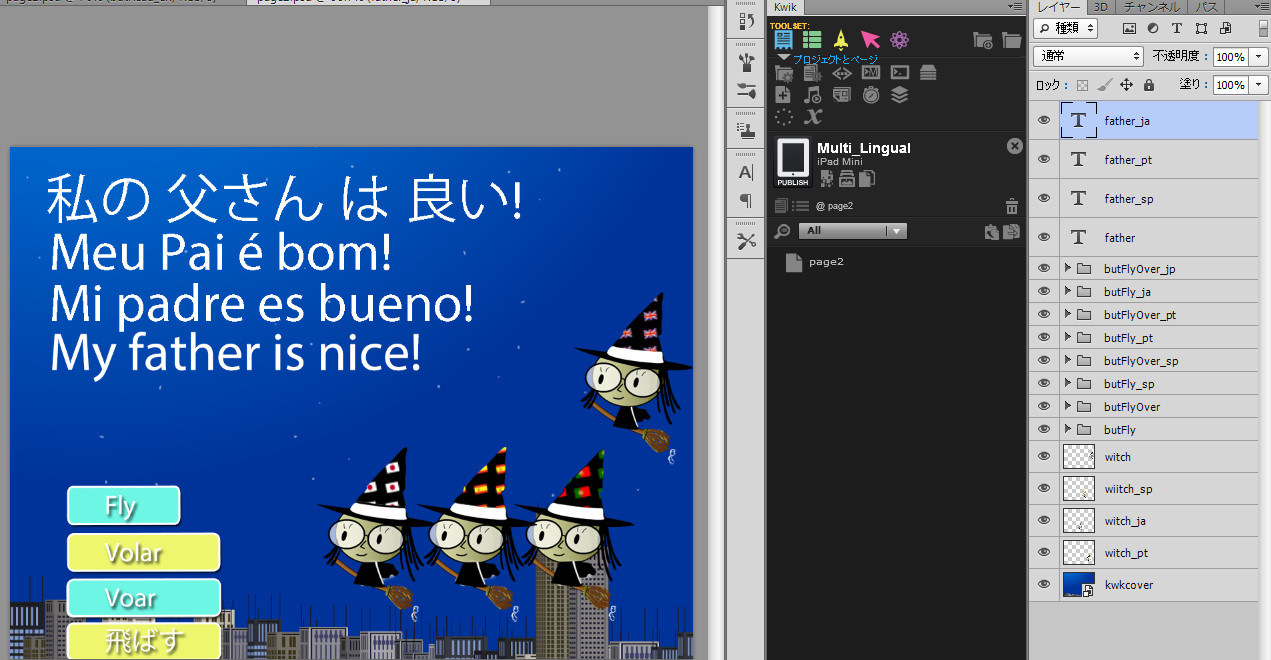 Kwik
TOOLSET:
プロジェクトとページ
Multi_Lingual
iPad Mini
PUBLISH
@ page2
All
page2
レイヤー 3D チャンネル パス
種類
通常 不透明度: 100%
ロック: 塗り: 100%
father_ja
father_pt
father_sp
father
butFlyOver_jp
butFly_ja
butFlyOver_pt
butFly_pt
butFlyOver_sp
butFly_sp
butFlyOver
butFly
witch
wiitch_sp
witch_ja
witch_pt
kwkcover
私の 父さん は 良い!
Meu Pai é bom!
Mi padre es bueno!
My father is nice!
Fly
Volar
Voar
飛ばす